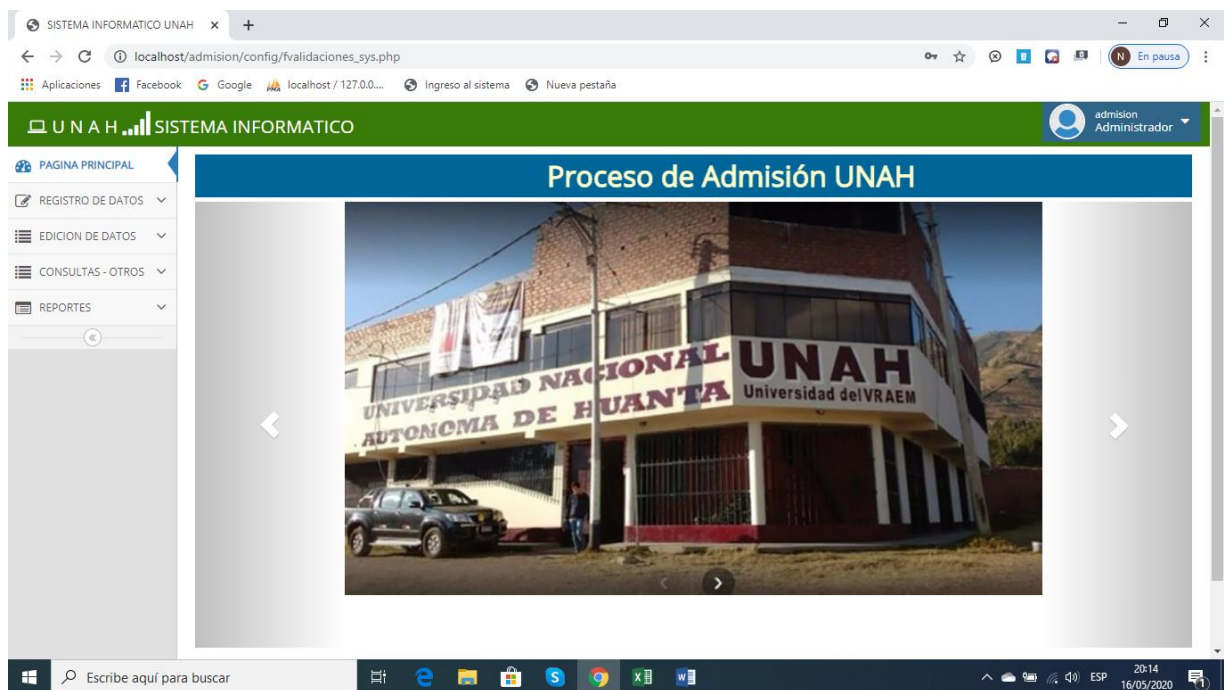 SISTEMA INFORMATICO UNAH
localhost/admision/config/fvalidaciones_sys.php
N En pausa
Aplicaciones Facebook Google localhost / 127.0.0.... Ingreso al sistema Nueva pestaña
U N A H SISTEMA INFORMATICO
admision
Administrador
PAGINA PRINCIPAL
REGISTRO DE DATOS
EDICION DE DATOS
CONSULTAS - OTROS
REPORTES
Proceso de Admisión UNAH
UNIVERSIDAD NACIONAL
AUTONOMA DE HUANTA
UNAH
Universidad del VRAEM
Escribe aquí para buscar
ESP
20:14
16/05/2020
1